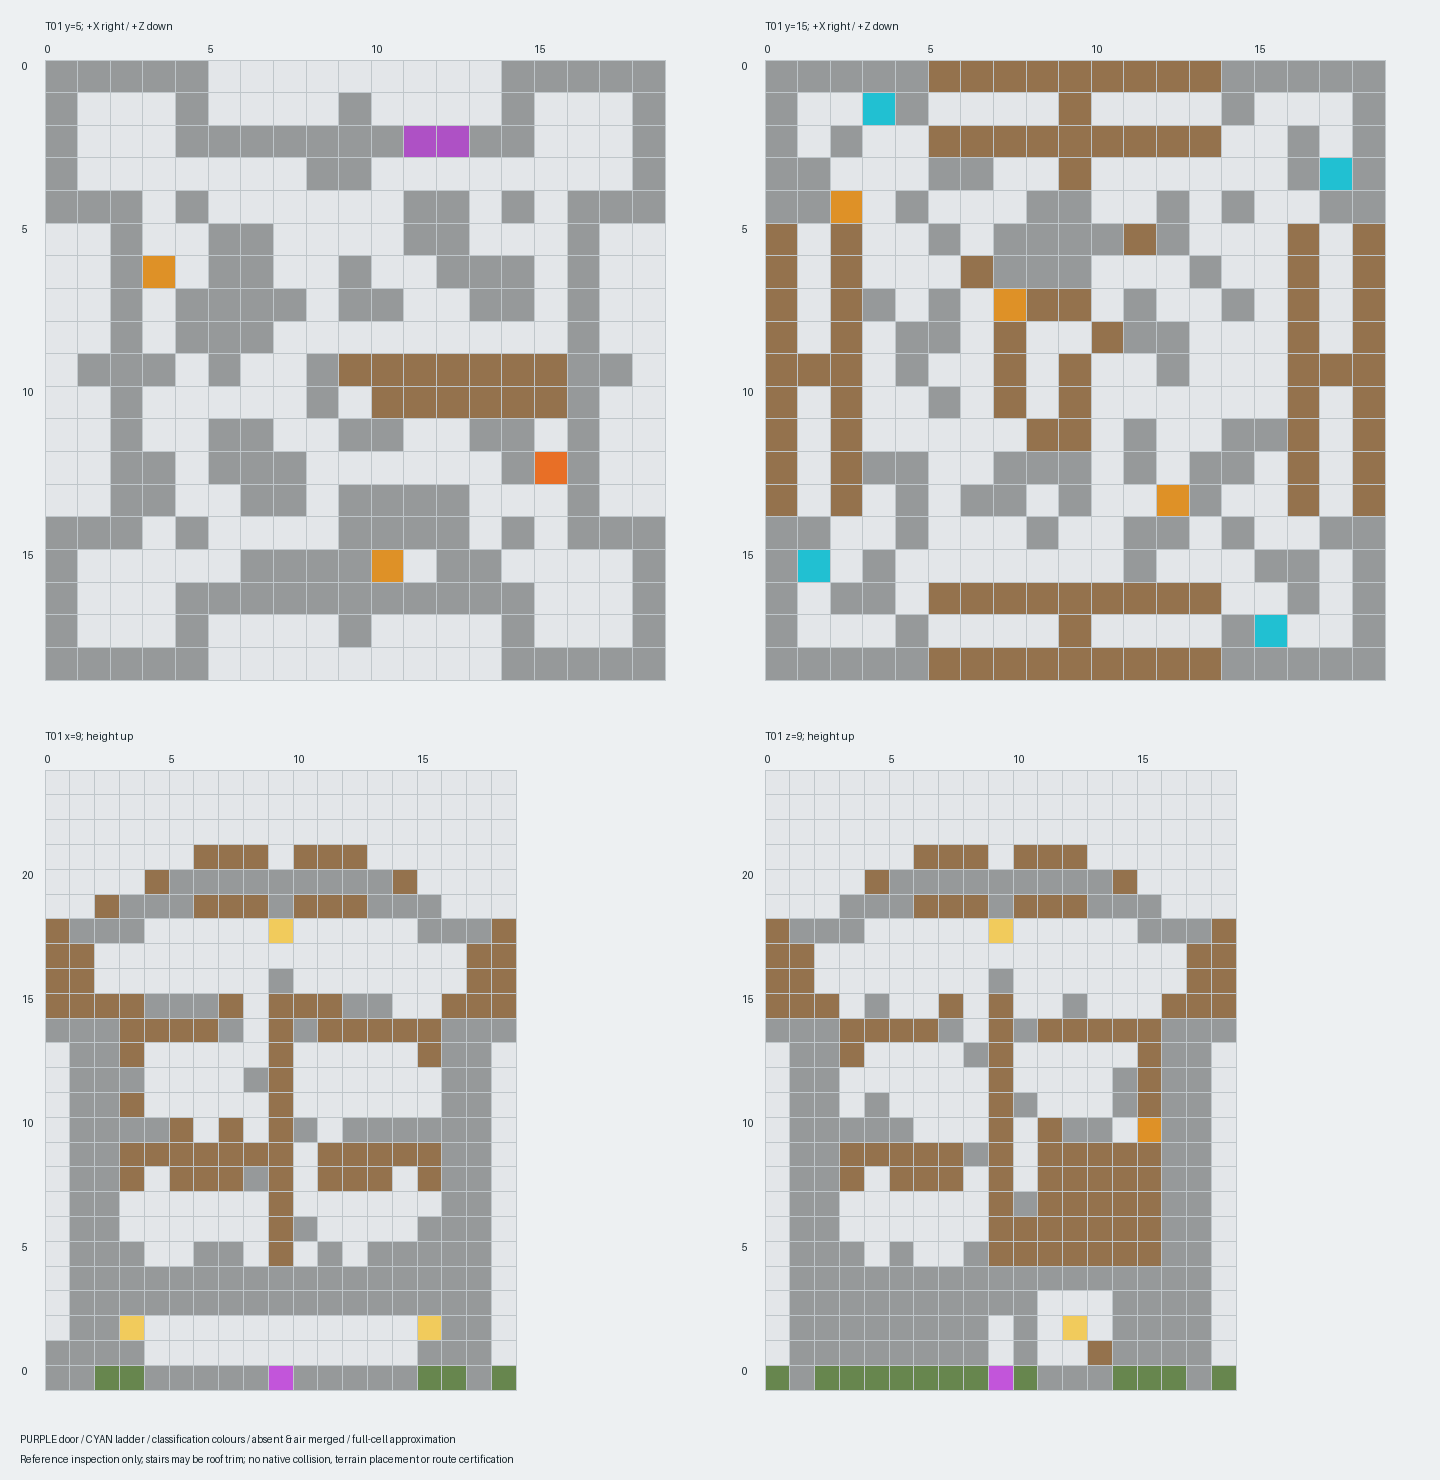 T01 y=5; +X right / +Z down
T01 y=15; +X right / +Z down
0 5 10 15
0 5 10 15
0
0
5
5
10
10
15
15
T01 x=9; height up
T01 z=9; height up
0 5 10 15
0 5 10 15
20
20
15
15
10
10
5
5
0
0
PURPLE door / CYAN ladder / classification colours / absent & air merged / full-cell approximation
Reference inspection only; stairs may be roof trim; no native collision, terrain placement or route certification